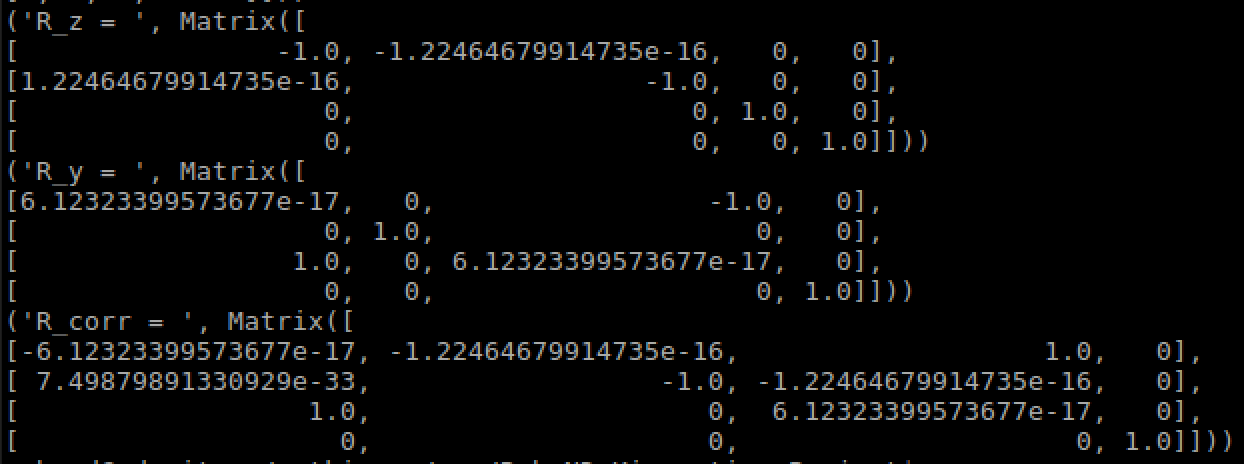 ('R_z = ', Matrix([
[                 -1.0, -1.22464679914735e-16,   0,    0],
[1.22464679914735e-16,                  -1.0,   0,    0],
[                   0,                     0, 1.0,    0],
[                   0,                     0,   0, 1.0]]))
('R_y = ', Matrix([
[6.12323399573677e-17,   0,                 -1.0,   0],
[                   0, 1.0,                    0,   0],
[                 1.0,   0, 6.12323399573677e-17,   0],
[                   0,   0,                    0, 1.0]]))
('R_corr = ', Matrix([
[-6.12323399573677e-17, -1.22464679914735e-16,                   1.0,   0],
[ 7.49879891330929e-33,                  -1.0, -1.22464679914735e-16,   0],
[                  1.0,                     0,  6.12323399573677e-17,   0],
[                    0,                     0,                     0, 1.0]]))